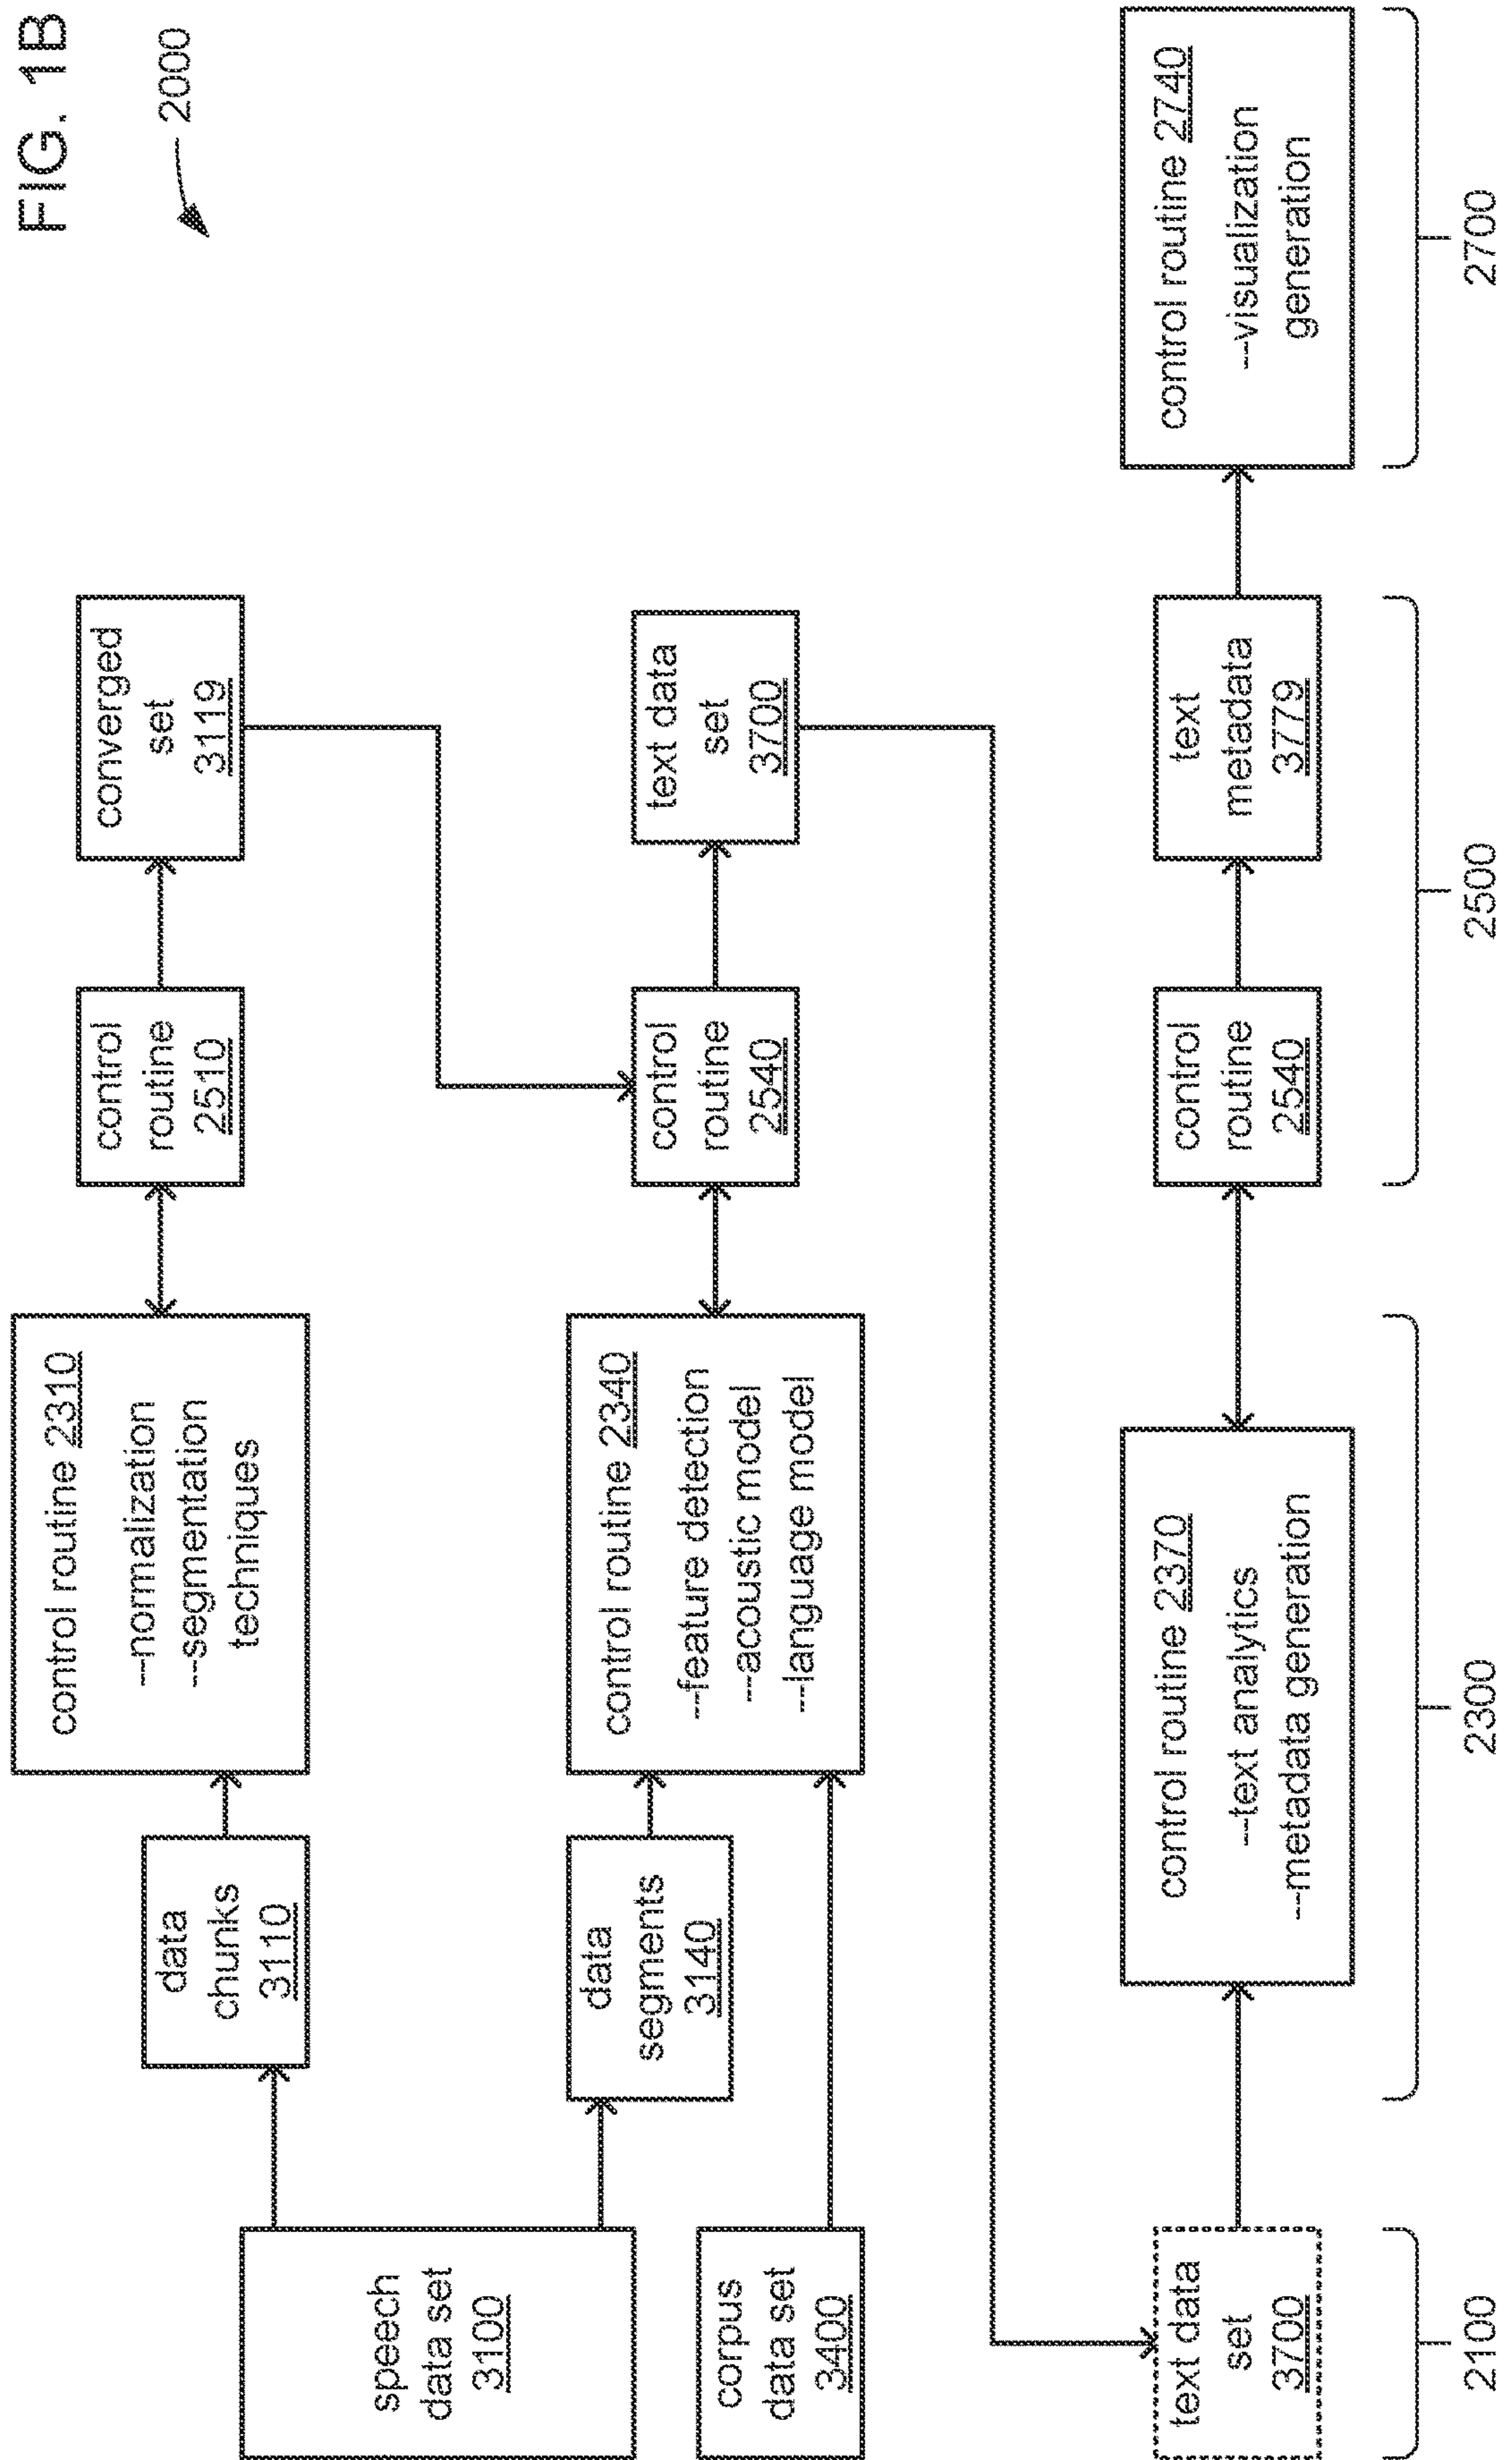 FIG. 1B
2000
speech
data set
3100
data
chunks
3110
control routine 2310
--normalization
--segmentation
techniques
control
routine
2510
converged
set
3119
corpus
data set
3400
data
segments
3140
control routine 2340
--feature detection
--acoustic model
--language model
control
routine
2540
text data
set
3700
text data
set
3700
control routine 2370
--text analytics
--metadata generation
control
routine
2540
text
metadata
3779
control routine 2740
--visualization
generation
2100
2300
2500
2700